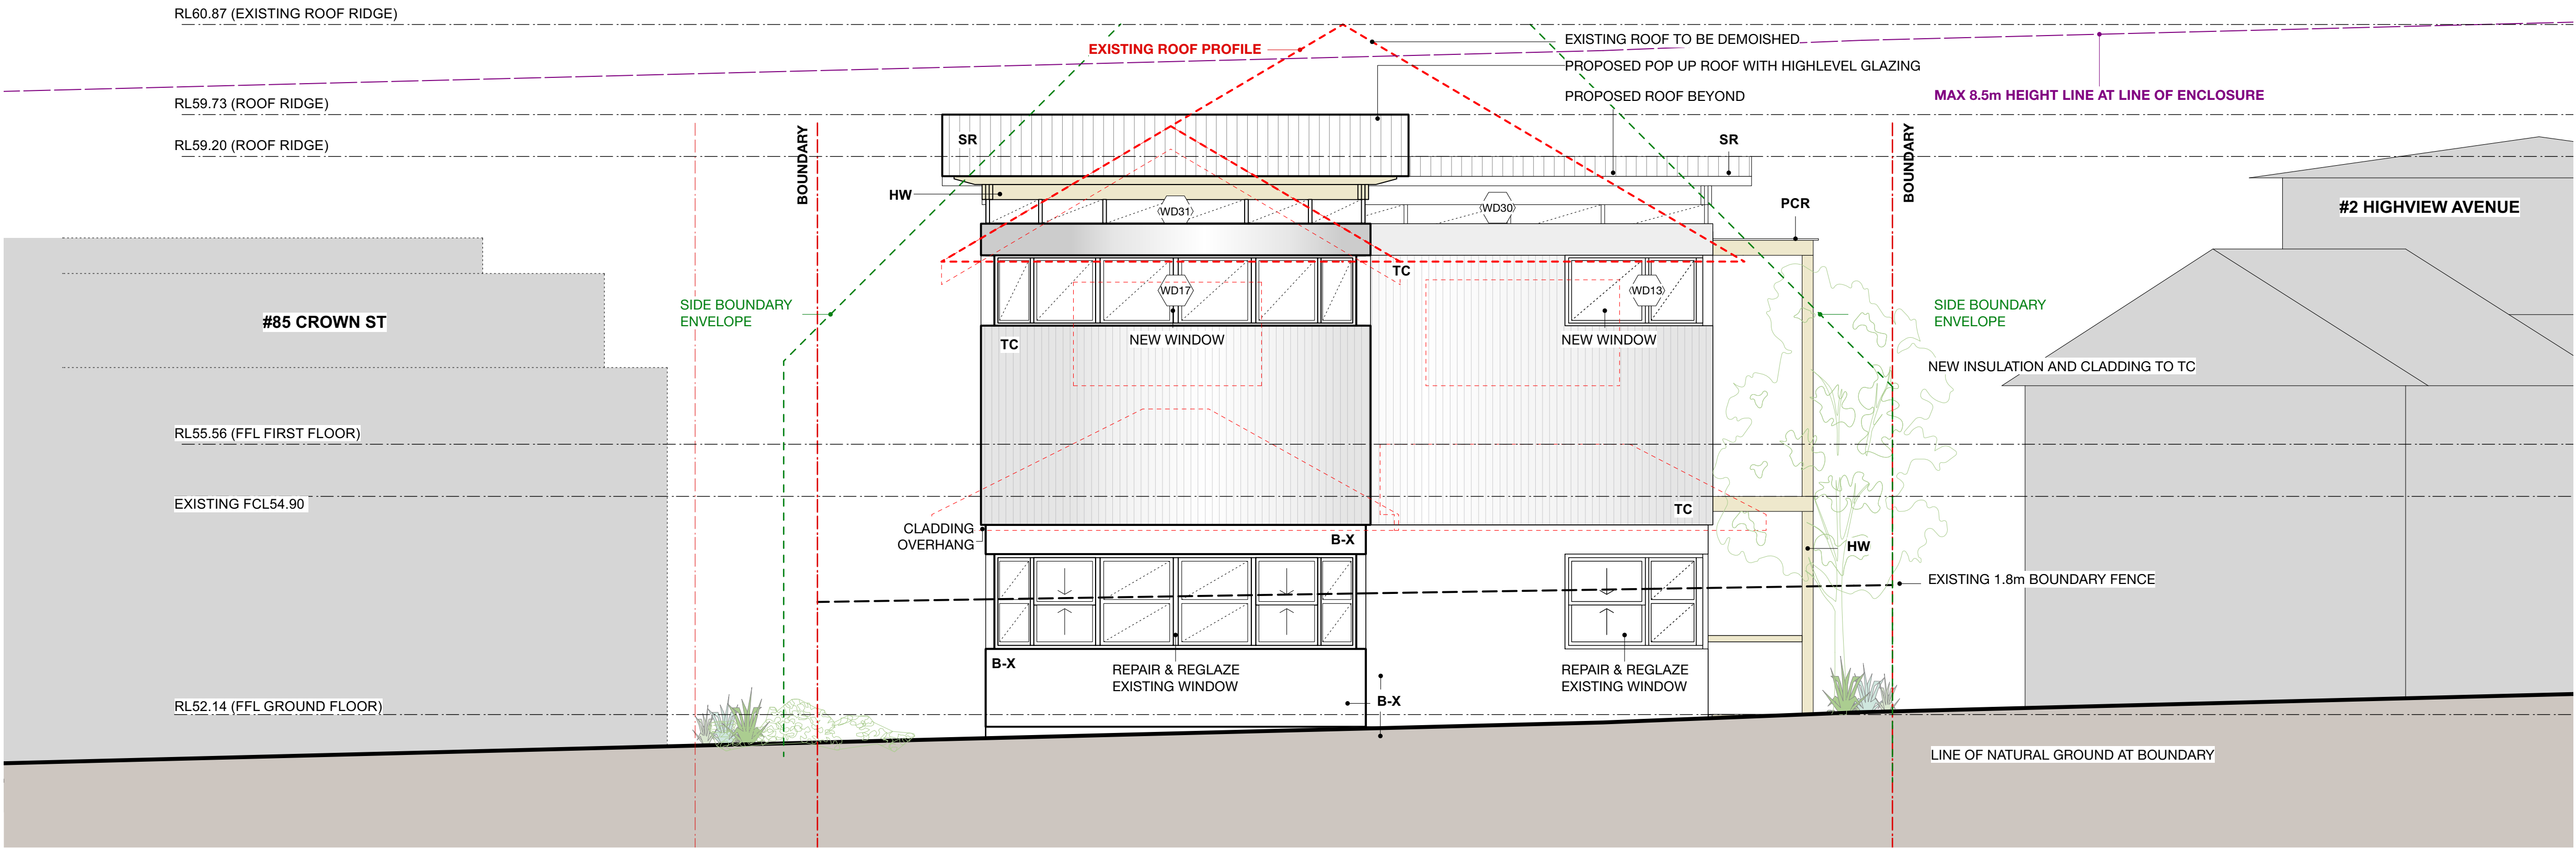 RL60.87 (EXISTING ROOF RIDGE)
EXISTING ROOF PROFILE
EXISTING ROOF TO BE DEMOISHED
PROPOSED POP UP ROOF WITH HIGHLEVEL GLAZING
PROPOSED ROOF BEYOND
MAX 8.5m HEIGHT LINE AT LINE OF ENCLOSURE
RL59.73 (ROOF RIDGE)
RL59.20 (ROOF RIDGE)
BOUNDARY
SR
SR
BOUNDARY
HW
WD31
WD30
PCR
#2 HIGHVIEW AVENUE
TC
WD17
WD13
SIDE BOUNDARY
ENVELOPE
SIDE BOUNDARY
ENVELOPE
#85 CROWN ST
TC
NEW WINDOW
NEW WINDOW
NEW INSULATION AND CLADDING TO TC
RL55.56 (FFL FIRST FLOOR)
EXISTING FCL54.90
TC
CLADDING
OVERHANG
B-X
HW
EXISTING 1.8m BOUNDARY FENCE
B-X
REPAIR & REGLAZE
EXISTING WINDOW
REPAIR & REGLAZE
EXISTING WINDOW
B-X
RL52.14 (FFL GROUND FLOOR)
LINE OF NATURAL GROUND AT BOUNDARY